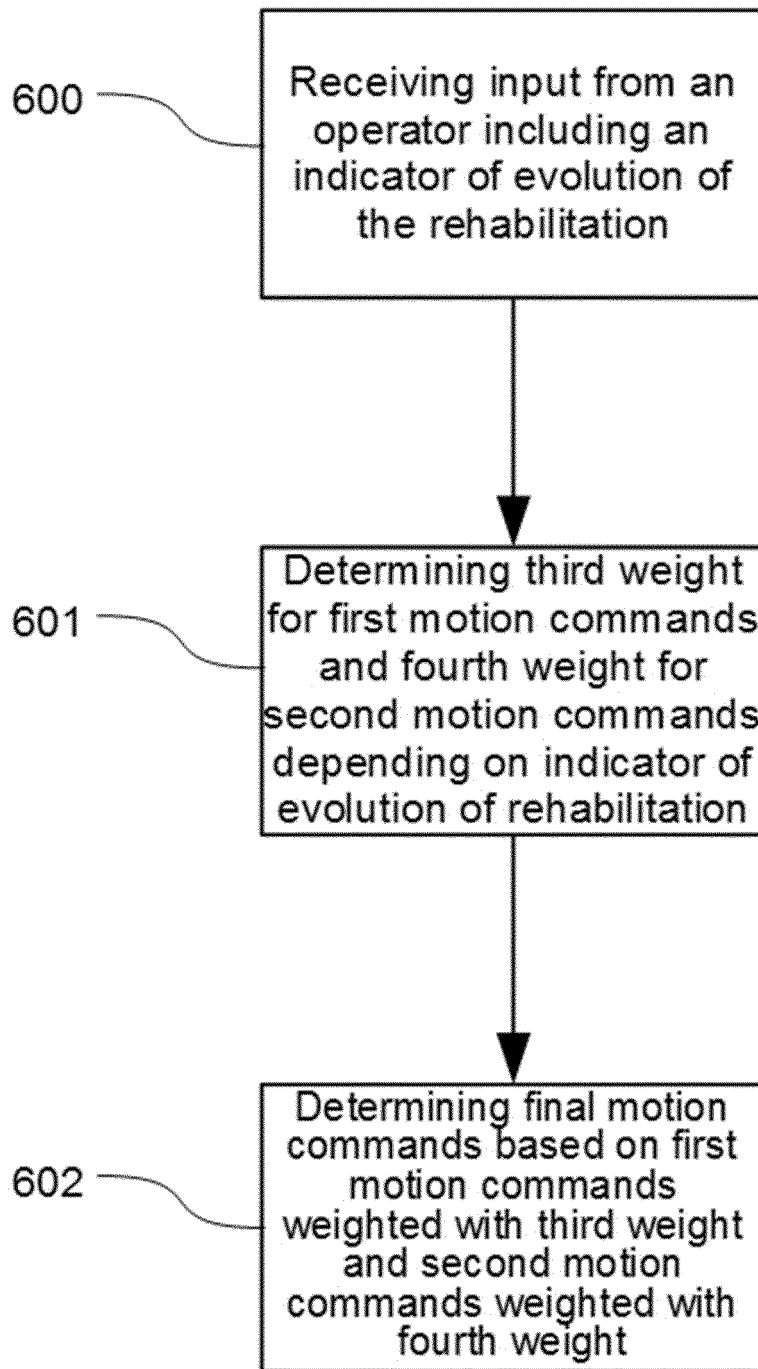 600
Receiving input from an
operator including an
indicator of evolution of
the rehabilitation
601
Determining third weight
for first motion commands
and fourth weight for
second motion commands
depending on indicator of
evolution of rehabilitation
602
Determining final motion
commands based on first
motion commands
weighted with third weight
and second motion
commands weighted with
fourth weight